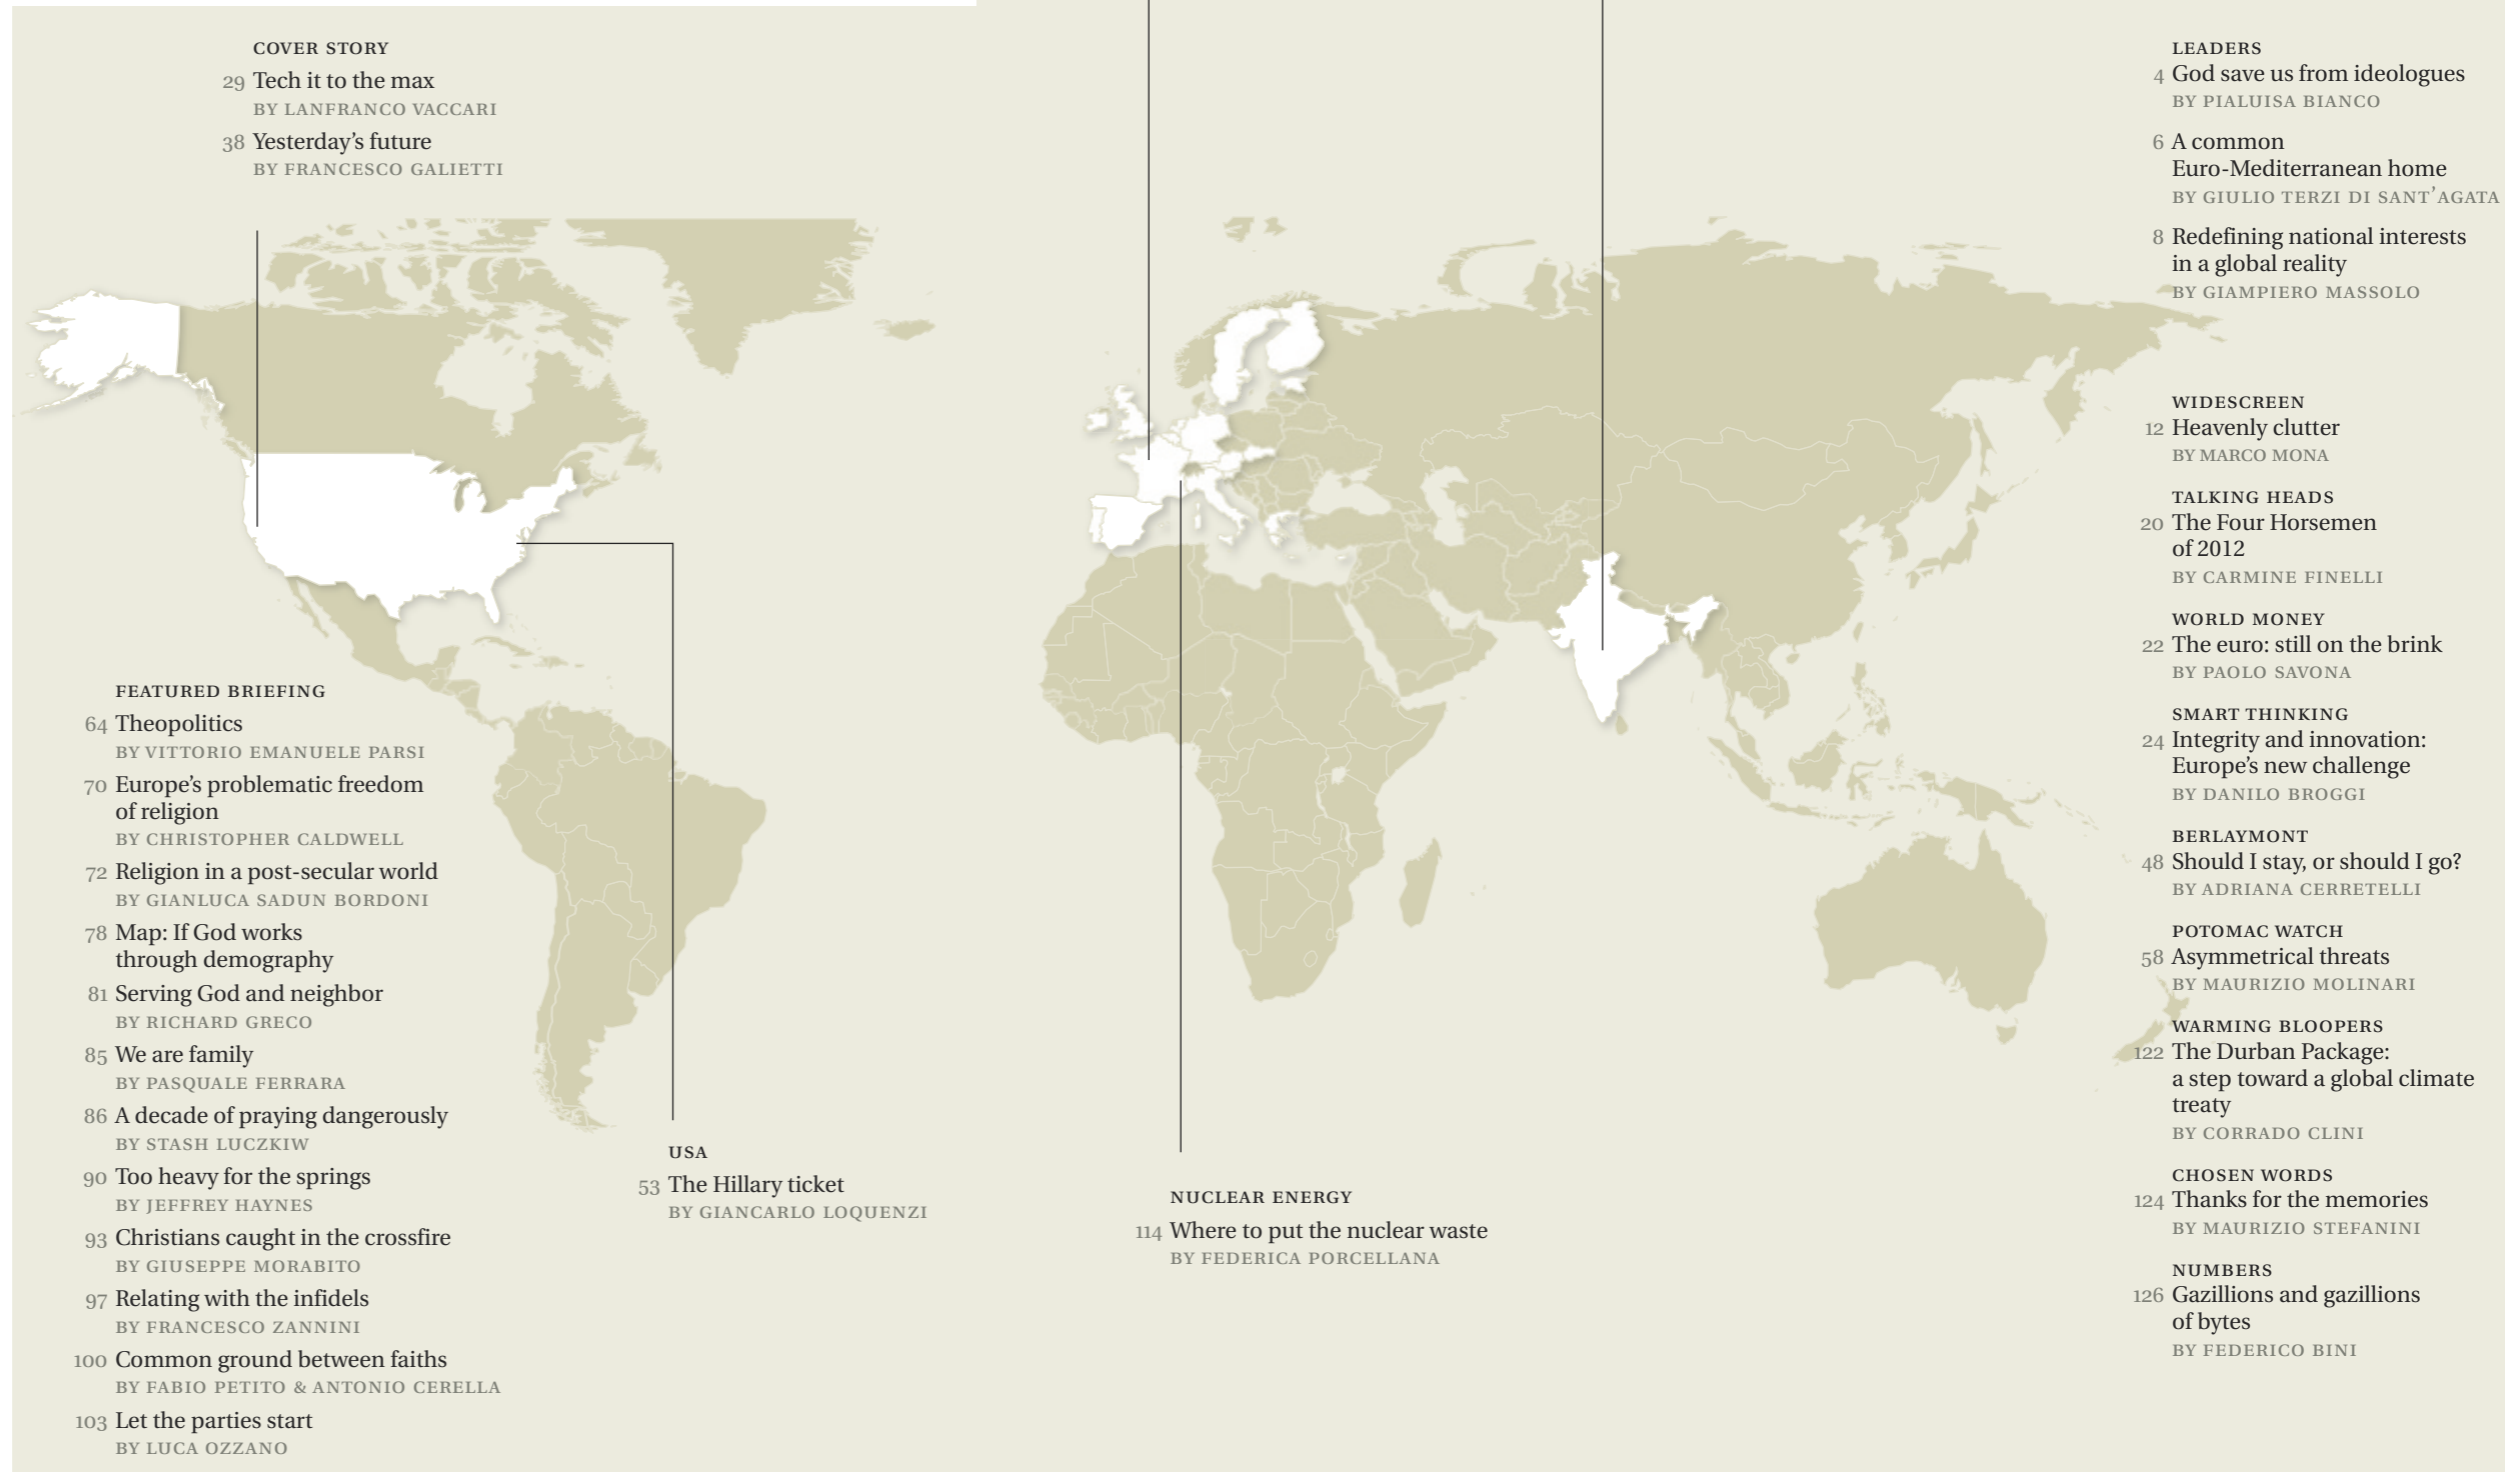 COVER STORY
29 Tech it to the max
BY LANFRANCO VACCARI
38 Yesterday's future
BY FRANCESCO GALIETTI
FEATURED BRIEFING
64 Theopolitics
BY VITTORIO EMANUELE PARSI
70 Europe's problematic freedom
of religion
BY CHRISTOPHER CALDWELL
72 Religion in a post-secular world
BY GIANLUCA SADUN BORDONI
78 Map: If God works
through demography
81 Serving God and neighbor
BY RICHARD GRECO
85 We are family
BY PASQUALE FERRARA
86 A decade of praying dangerously
BY STASH LUCZKIW
90 Too heavy for the springs
BY JEFFREY HAYNES
93 Christians caught in the crossfire
BY GIUSEPPE MORABITO
97 Relating with the infidels
BY FRANCESCO ZANNINI
100 Common ground between faiths
BY FABIO PETITO & ANTONIO CERELLA
103 Let the parties start
BY LUCA OZZANO
USA
53 The Hillary ticket
BY GIANCARLO LOQUENZI
NUCLEAR ENERGY
114 Where to put the nuclear waste
BY FEDERICA PORCELLANA
LEADERS
4 God save us from ideologues
BY PIALUISA BIANCO
6 A common
Euro-Mediterranean home
BY GIULIO TERZI DI SANT'AGATA
8 Redefining national interests
in a global reality
BY GIAMPIERO MASSOLO
WIDESCREEN
12 Heavenly clutter
BY MARCO MONA
TALKING HEADS
20 The Four Horsemen
of 2012
BY CARMINE FINELLI
WORLD MONEY
22 The euro: still on the brink
BY PAOLO SAVONA
SMART THINKING
24 Integrity and innovation:
Europe's new challenge
BY DANILO BROGGI
BERLAYMONT
48 Should I stay, or should I go?
BY ADRIANA CERRETELLI
POTOMAC WATCH
58 Asymmetrical threats
BY MAURIZIO MOLINARI
WARMING BLOOPERS
122 The Durban Package:
a step toward a global climate
treaty
BY CORRADO CLINI
CHOSEN WORDS
124 Thanks for the memories
BY MAURIZIO STEFANINI
NUMBERS
126 Gazillions and gazillions
of bytes
BY FEDERICO BINI